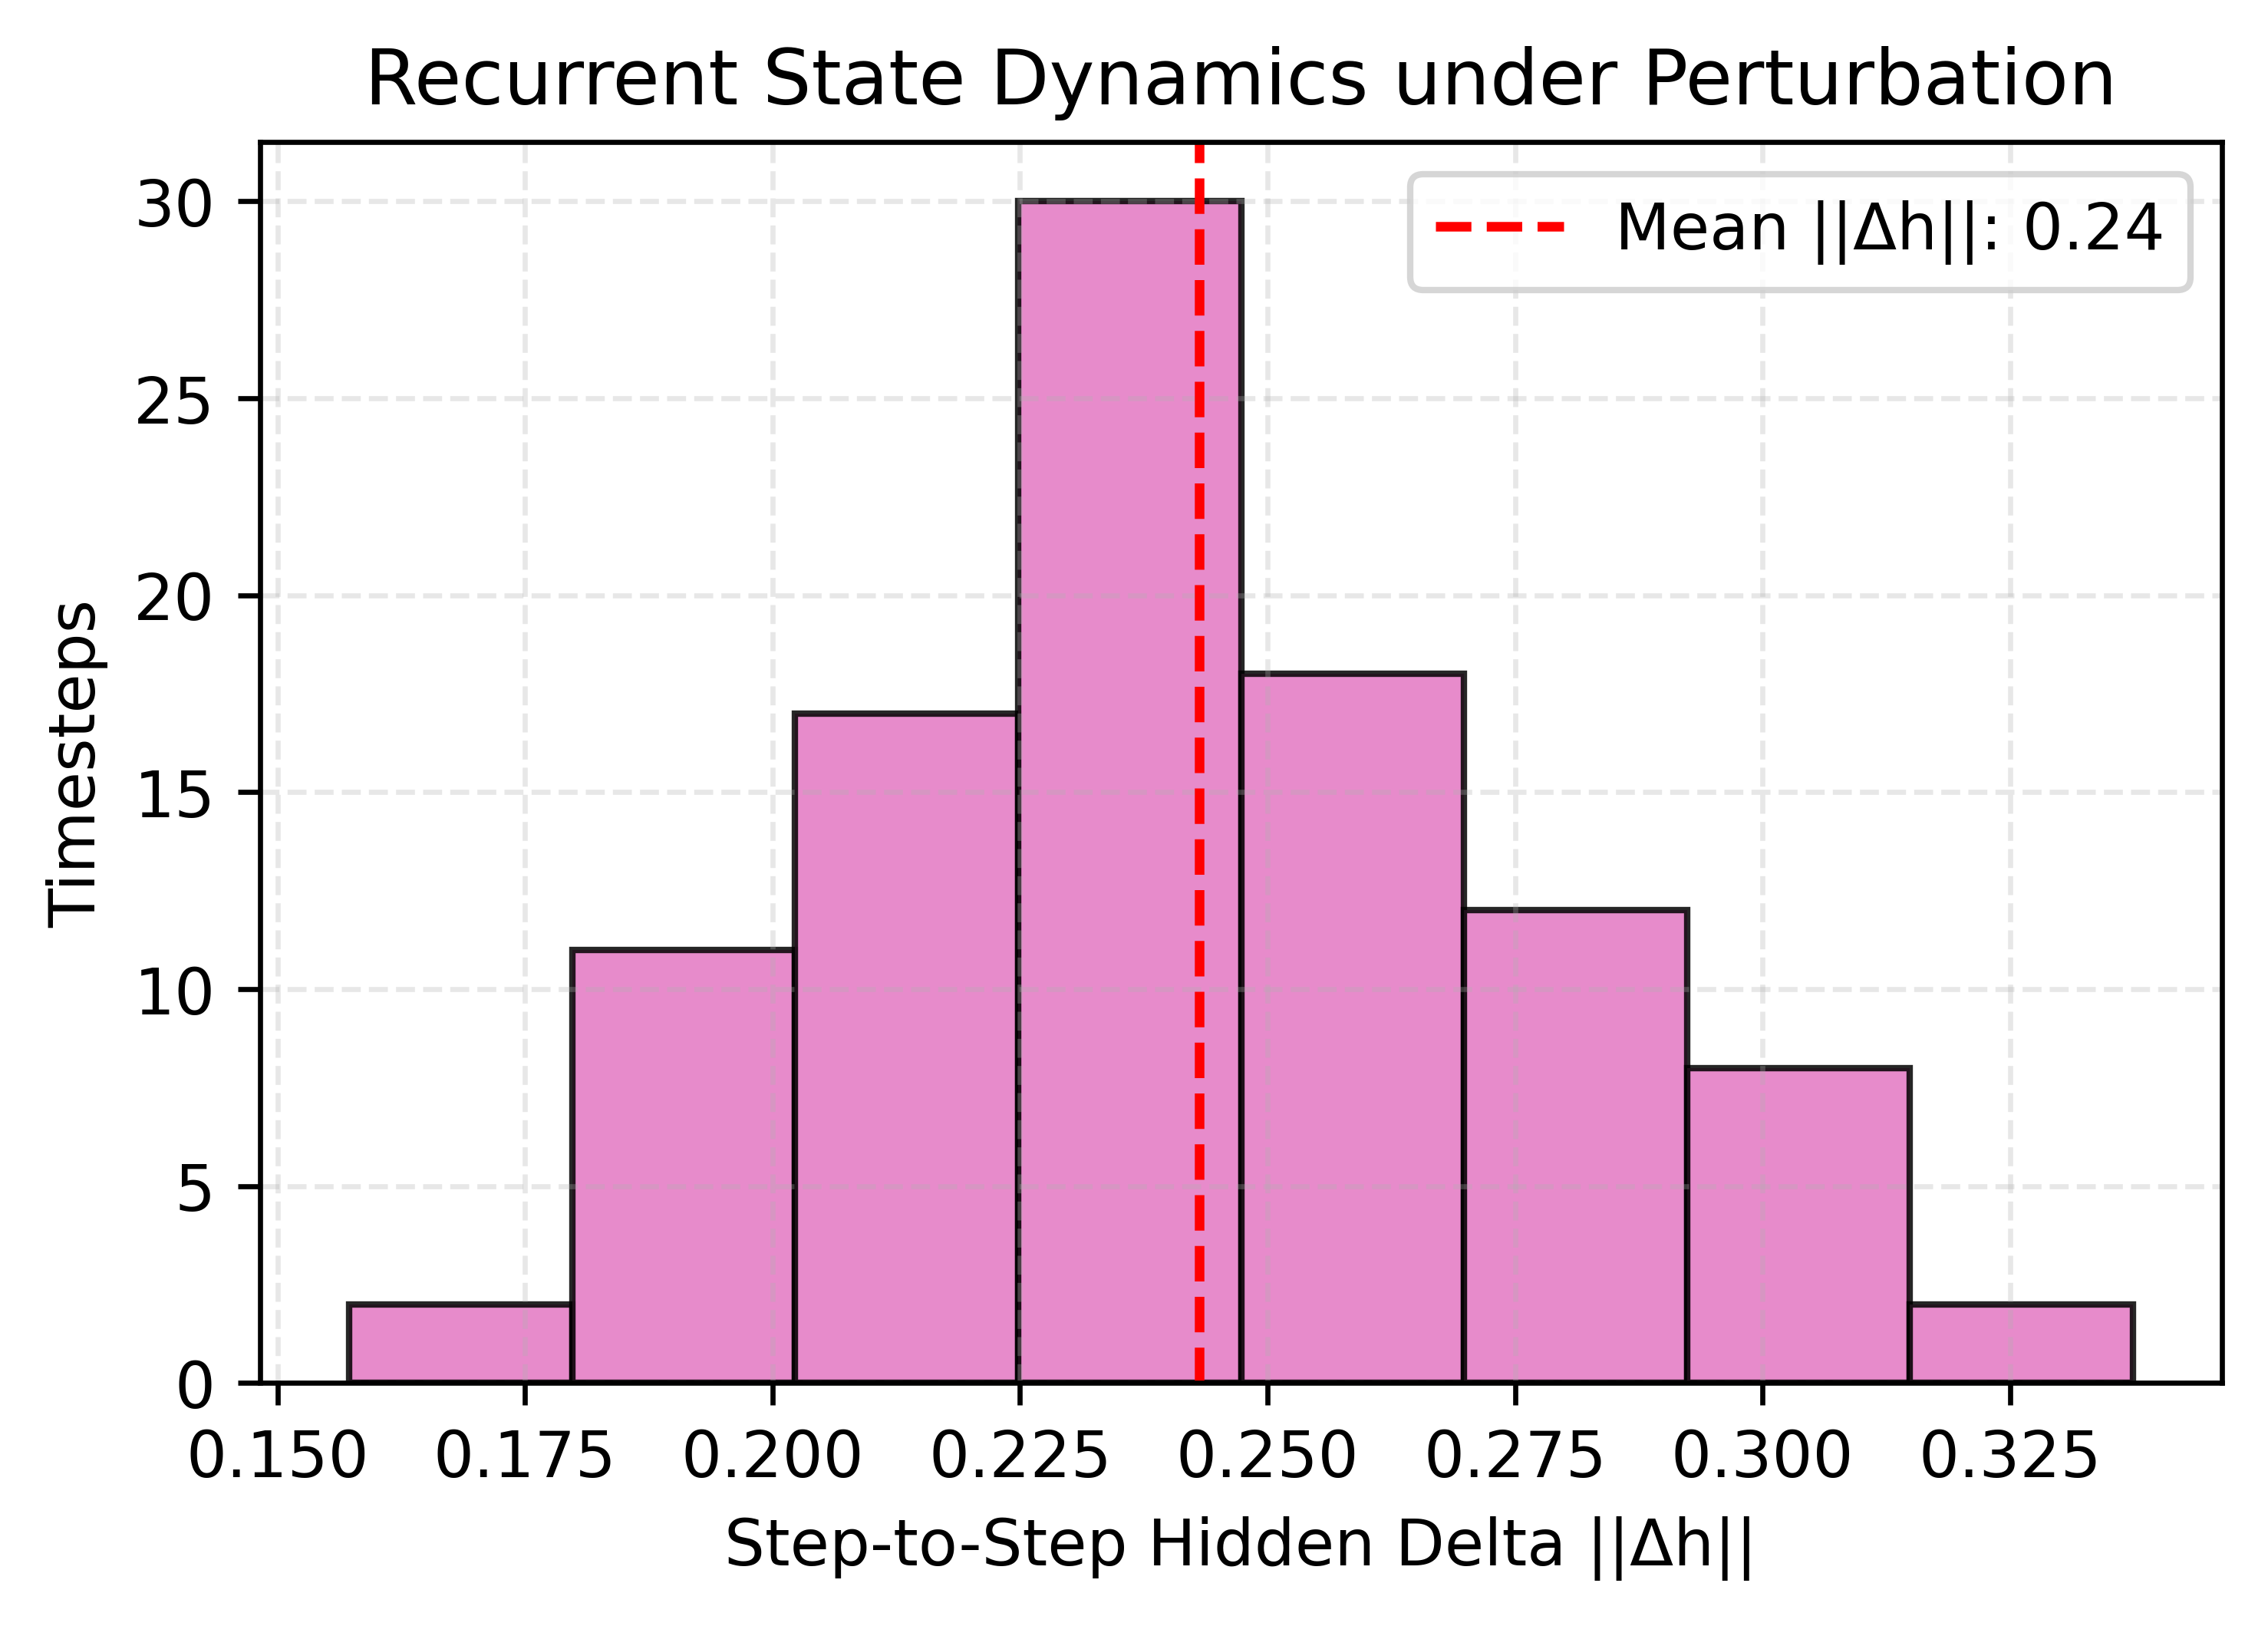 Recurrent State Dynamics under Perturbation
Mean ||Δh||: 0.24
30
25
20
15
10
5
0
Timesteps
0.150 0.175 0.200 0.225 0.250 0.275 0.300 0.325
Step-to-Step Hidden Delta ||Δh||